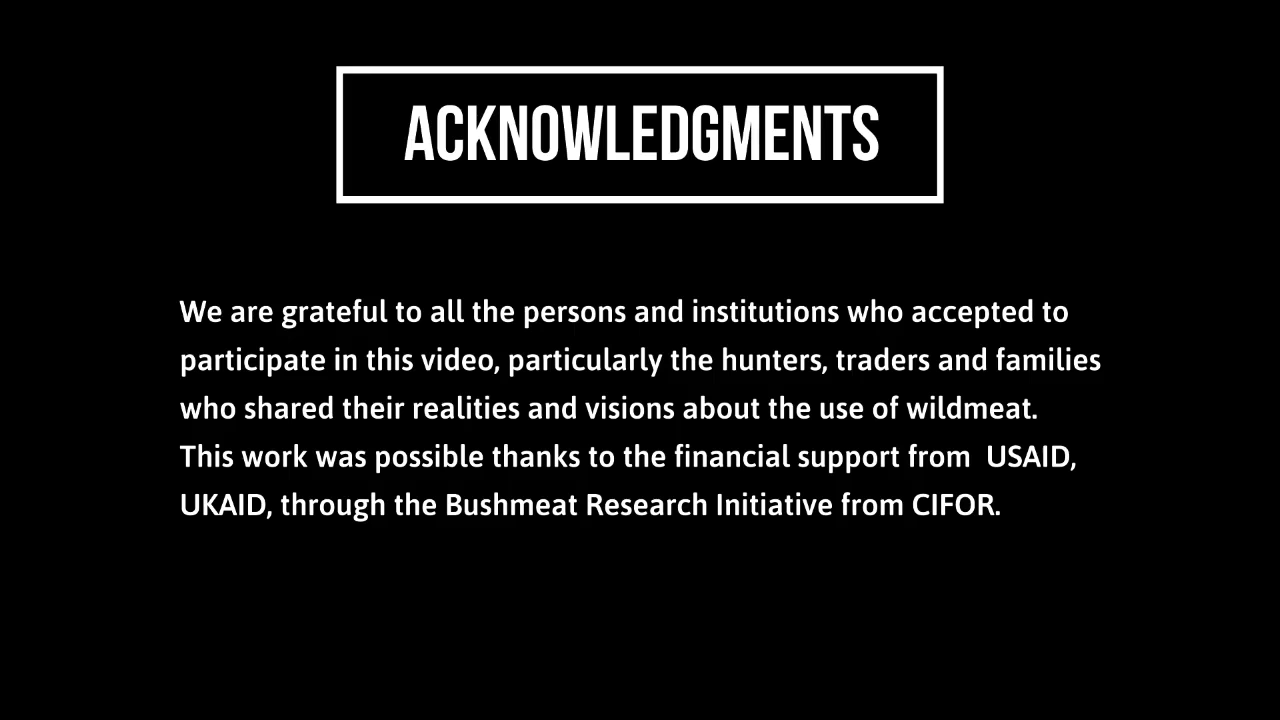 ACKNOWLEDGMENTS
We are grateful to all the persons and institutions who accepted to
participate in this video, particularly the hunters, traders and families
who shared their realities and visions about the use of wildmeat.
This work was possible thanks to the financial support from  USAID,
UKAID, through the Bushmeat Research Initiative from CIFOR.